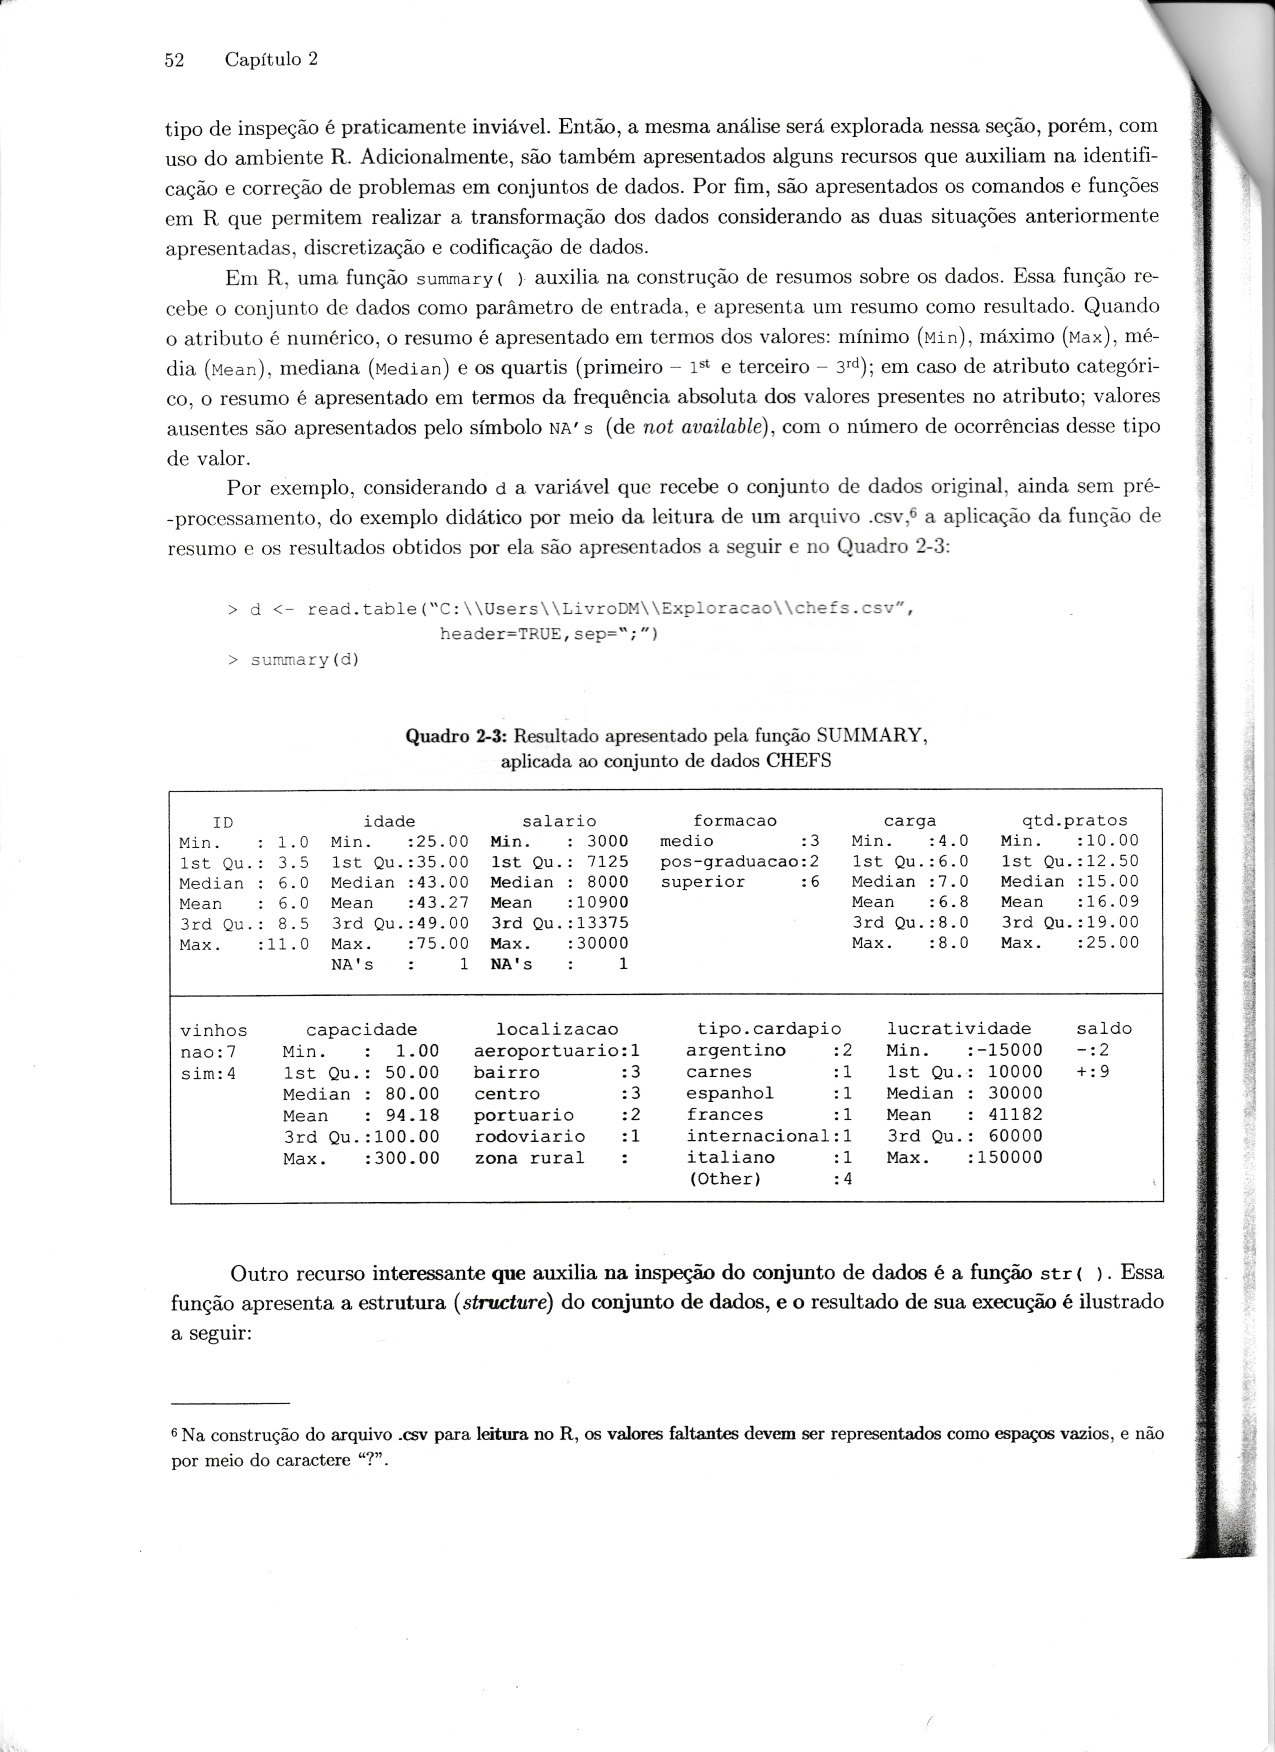 52 Capítulo 2
tipo de inspeção é praticamente inviável. Então, a mesma análise será explorada nessa seção, porém, com
uso do ambiente R. Adicionalmente, são também apresentados alguns recursos que auxiliam na identifi-
cação e correção de problemas em conjuntos de dados. Por fim, são apresentados os comandos e funções
em R que permitem realizar a transformação dos dados considerando as duas situações anteriormente
apresentadas, discretização e codificação de dados.
Em R, uma função summary( ) auxilia na construção de resumos sobre os dados. Essa função re-
cebe o conjunto de dados como parâmetro de entrada, e apresenta um resumo como resultado. Quando
o atributo é numérico, o resumo é apresentado em termos dos valores: mínimo (Min), máximo (Max), mé-
dia (Mean), mediana (Median) e os quartis (primeiro – 1st e terceiro – 3rd); em caso de atributo categóri-
co, o resumo é apresentado em termos da frequência absoluta dos valores presentes no atributo; valores
ausentes são apresentados pelo símbolo NA's (de not available), com o número de ocorrências desse tipo
de valor.
Por exemplo, considerando d a variável que recebe o conjunto de dados original, ainda sem pré-
-processamento, do exemplo didático por meio da leitura de um arquivo .csv,6 a aplicação da função de
resumo e os resultados obtidos por ela são apresentados a seguir e no Quadro 2-3:
> d <- read.table("C:\\Users\\LivroDM\\Exploracao\\chefs.csv",
header=TRUE,sep=";")
> summary(d)
Quadro 2-3: Resultado apresentado pela função SUMMARY,
aplicada ao conjunto de dados CHEFS
ID idade salario formacao carga qtd.pratos
Min. : 1.0 Min. :25.00 Min. : 3000 medio :3 Min. :4.0 Min. :10.00
1st Qu.: 3.5 1st Qu.:35.00 1st Qu.: 7125 pos-graduacao:2 1st Qu.:6.0 1st Qu.:12.50
Median : 6.0 Median :43.00 Median : 8000 superior :6 Median :7.0 Median :15.00
Mean : 6.0 Mean :43.27 Mean :10900 Mean :6.8 Mean :16.09
3rd Qu.: 8.5 3rd Qu.:49.00 3rd Qu.:13375 3rd Qu.:8.0 3rd Qu.:19.00
Max. :11.0 Max. :75.00 Max. :30000 Max. :8.0 Max. :25.00
NA's : 1 NA's : 1
vinhos capacidade localizacao tipo.cardapio lucratividade saldo
nao:7 Min. : 1.00 aeroportuario:1 argentino :2 Min. :-15000 -:2
sim:4 1st Qu.: 50.00 bairro :3 carnes :1 1st Qu.: 10000 +:9
Median : 80.00 centro :3 espanhol :1 Median : 30000
Mean : 94.18 portuario :2 frances :1 Mean : 41182
3rd Qu.:100.00 rodoviario :1 internacional:1 3rd Qu.: 60000
Max. :300.00 zona rural : italiano :1 Max. :150000
(Other) :4
Outro recurso interessante que auxilia na inspeção do conjunto de dados é a função str( ). Essa
função apresenta a estrutura (structure) do conjunto de dados, e o resultado de sua execução é ilustrado
a seguir:
6 Na construção do arquivo .csv para leitura no R, os valores faltantes devem ser representados como espaços vazios, e não
por meio do caractere “?”.